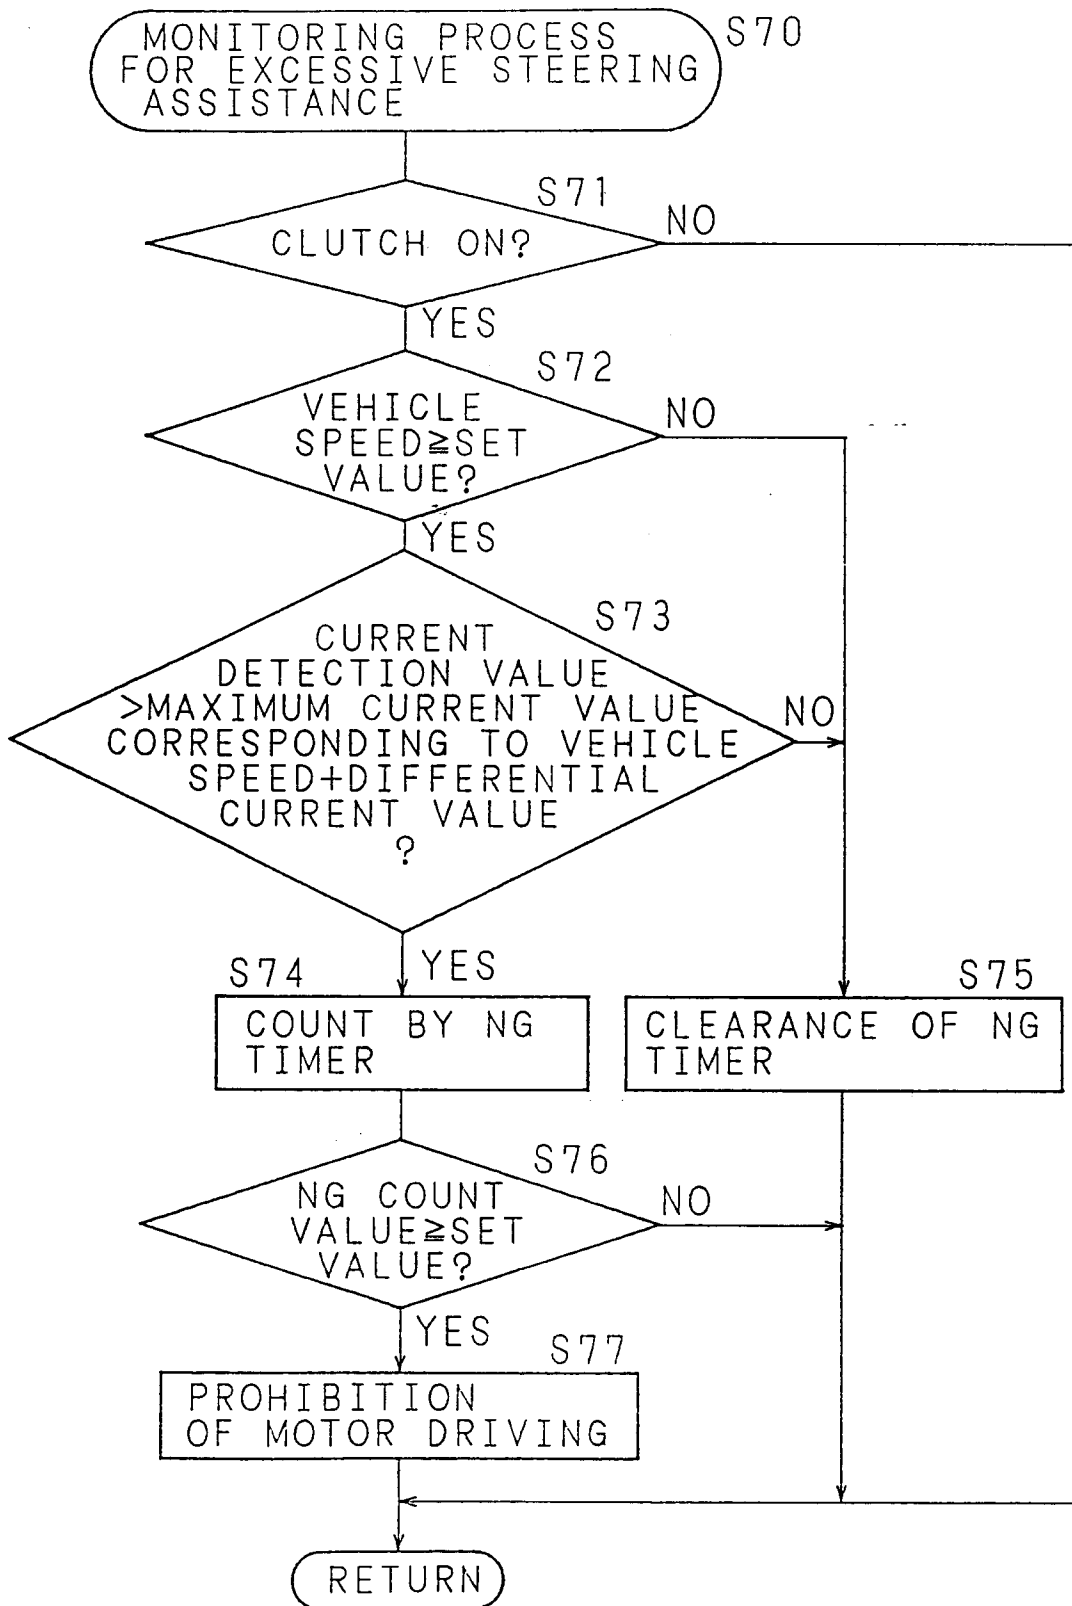 S70
MONITORING PROCESS
FOR EXCESSIVE STEERING
ASSISTANCE
S71
NO
CLUTCH ON?
YES
S72
NO
VEHICLE
SPEED≧SET
VALUE?
YES
S73
CURRENT
DETECTION VALUE
>MAXIMUM CURRENT VALUE
NO
CORRESPONDING TO VEHICLE
SPEED+DIFFERENTIAL
CURRENT VALUE
?
YES
S74
S75
COUNT BY NG
TIMER
CLEARANCE OF NG
TIMER
S76
NO
NG COUNT
VALUE≧SET
VALUE?
YES
S77
PROHIBITION
OF MOTOR DRIVING
RETURN